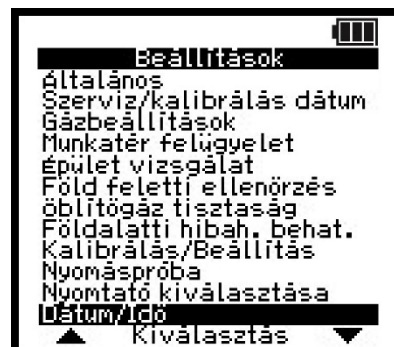 Beállítások
Általános
Szerviz/kalibrálás dátum
Gázbeállítások
Munkatér felügyelet
Épület vizsgálat
Föld feletti ellenőrzés
öblítőgáz tisztaság
Földalatti hibah. behat.
Kalibrálás/Beállítás
Nyomáspróba
Nyomtató kiválasztása
Dátum/Idő
Kiválasztás